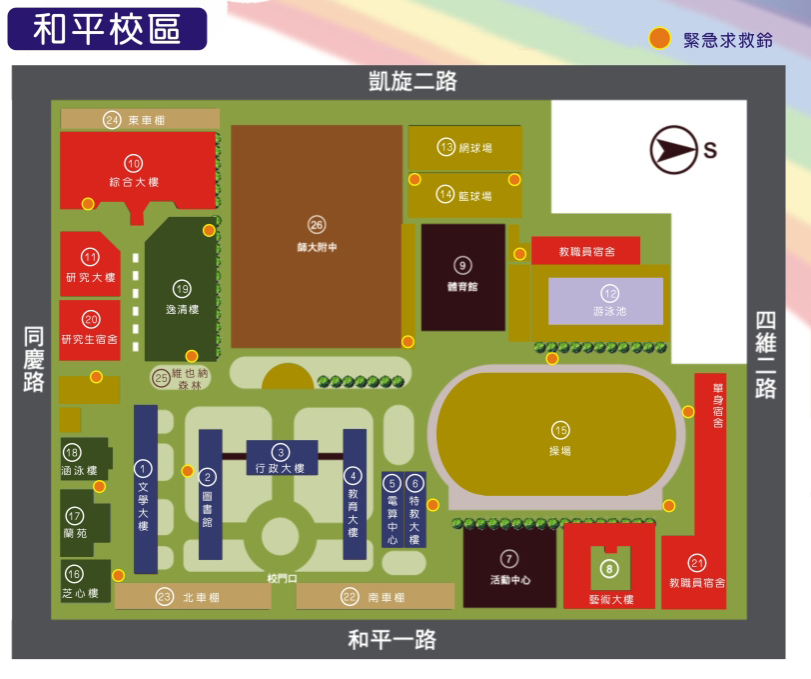 和平校區
緊急求救鈴
凱旋二路
24 東車棚
10
綜合大樓
13 網球場
14 籃球場
S
26
師大附中
11
研究大樓
19
逸清樓
9
體育館
教職員宿舍
12
游泳池
20
研究生宿舍
同慶路
四維二路
25 維也納
森林
單身宿舍
15
操場
18
涵泳樓
1
文學大樓
2
圖書館
3
行政大樓
4
教育大樓
5
電算中心
6
特教大樓
17
蘭苑
16
芝心樓
7
活動中心
8
藝術大樓
21
教職員宿舍
校門口
23 北車棚
22 南車棚
和平一路